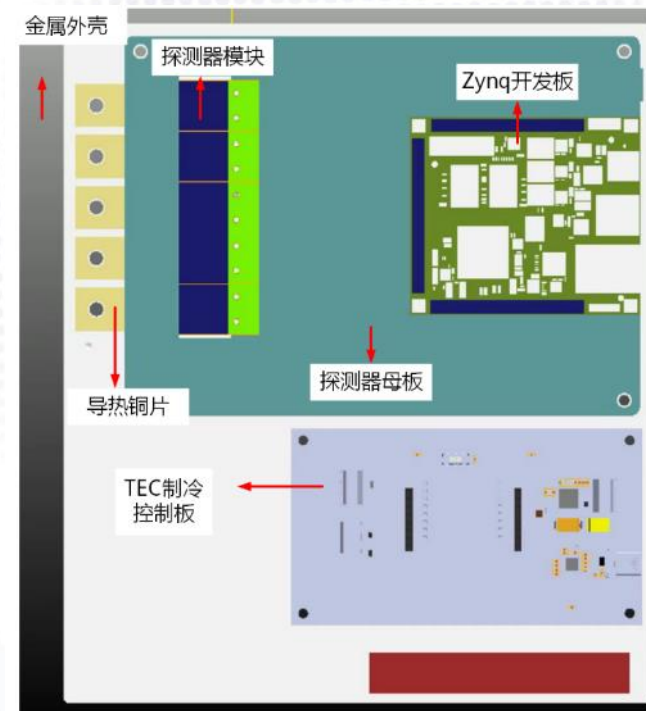 金属外壳
探测器模块
Zynq开发板
探测器母板
导热铜片
TEC制冷
控制板